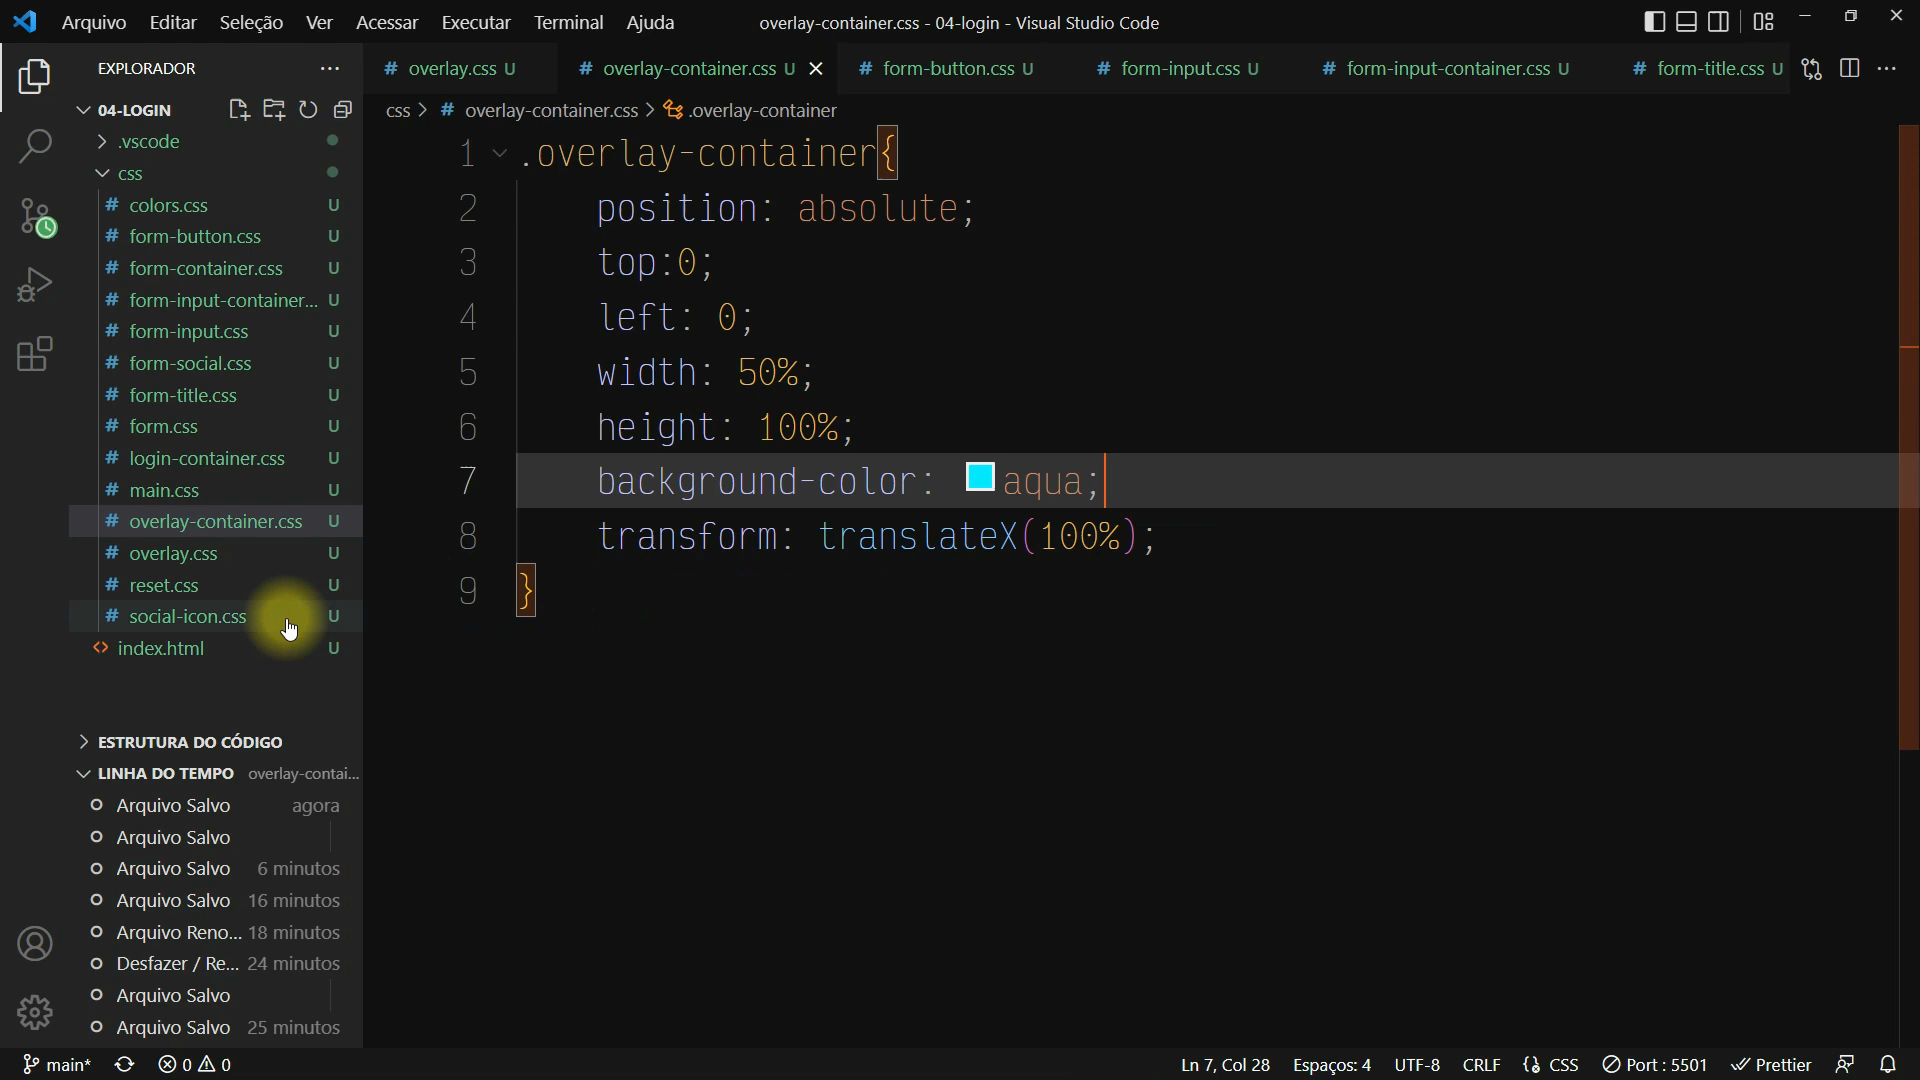 Arquivo Editar Seleção Ver Acessar Executar Terminal Ajuda
overlay-container.css - 04-login - Visual Studio Code
EXPLORADOR
# overlay.css U
# overlay-container.css U
# form-button.css U
# form-input.css U
# form-input-container.css U
# form-title.css U
04-LOGIN
css > # overlay-container.css > .overlay-container
.vscode
css
# colors.css U
# form-button.css U
# form-container.css U
# form-input-container... U
# form-input.css U
# form-social.css U
# form-title.css U
# form.css U
# login-container.css U
# main.css U
# overlay-container.css U
# overlay.css U
# reset.css U
# social-icon.css U
<> index.html U
ESTRUTURA DO CÓDIGO
LINHA DO TEMPO overlay-contai...
Arquivo Salvo agora
Arquivo Salvo
Arquivo Salvo 6 minutos
Arquivo Salvo 16 minutos
Arquivo Reno... 18 minutos
Desfazer / Re... 24 minutos
Arquivo Salvo
Arquivo Salvo 25 minutos
1 .overlay-container{
2 position: absolute;
3 top:0;
4 left: 0;
5 width: 50%;
6 height: 100%;
7 background-color: aqua;
8 transform: translateX(100%);
9 }
main* 0 0
Ln 7, Col 28 Espaços: 4 UTF-8 CRLF {} CSS Port : 5501 Prettier